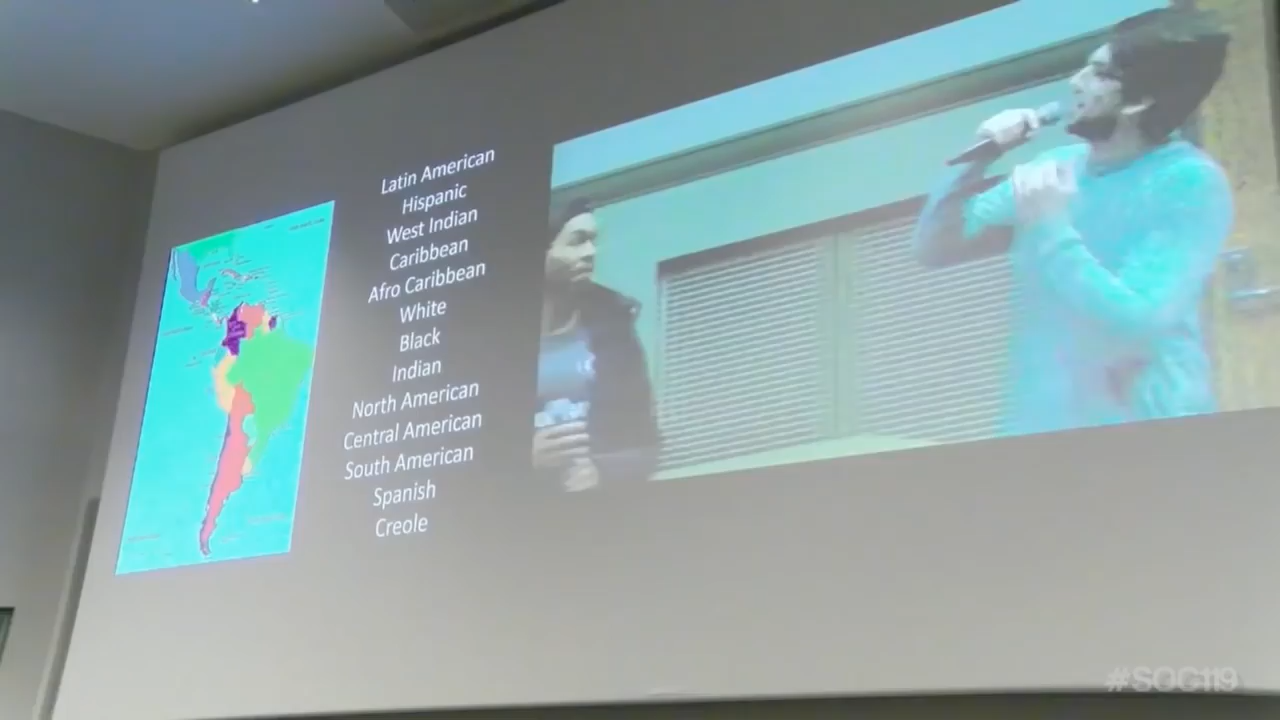 Latin American
Hispanic
West Indian
Caribbean
Afro Caribbean
White
Black
Indian
North American
Central American
South American
Spanish
Creole
#SOC119